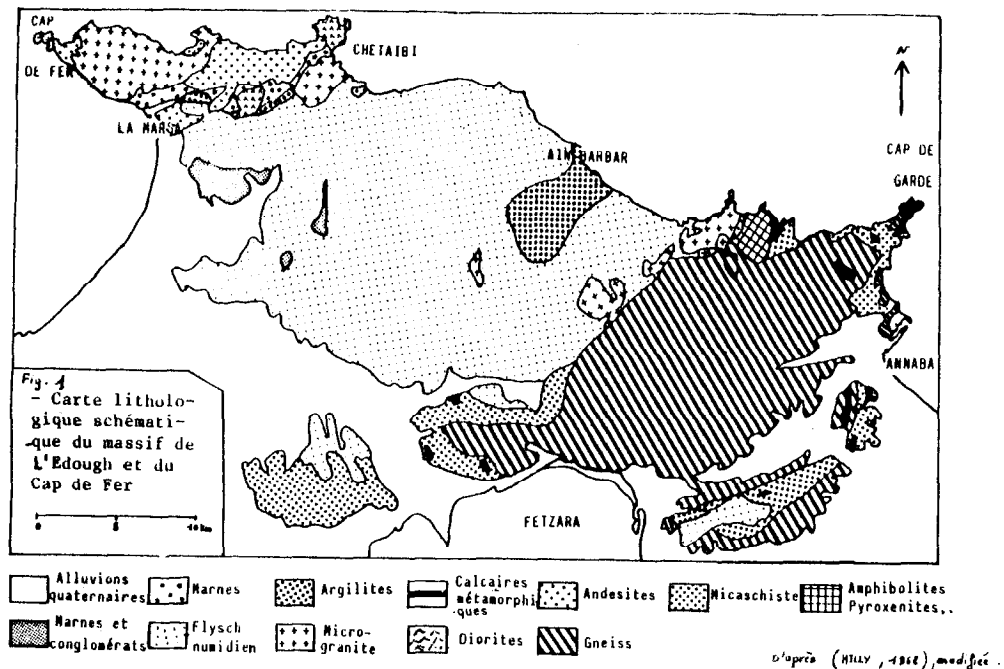 CAP
DE FER
CHETAIBI
LA MARSA
AIN BARBAR
N
CAP DE
GARDE
ANNABA
FETZARA
Fig. 1
- Carte litholo-
gique schémati-
-que du massif de
L'Edough et du
Cap de Fer
0 5 10 km
Alluvions
quaternaires
Marnes
Argilites
Calcaires
métamorphi
-ques
Andesites
Micaschiste
Amphibolites
Pyroxenites,.
Marnes et
conglomérats
Flysch
numidien
Micro-
granite
Diorites
Gneiss
D'après (HILLY, 1962), modifiée.